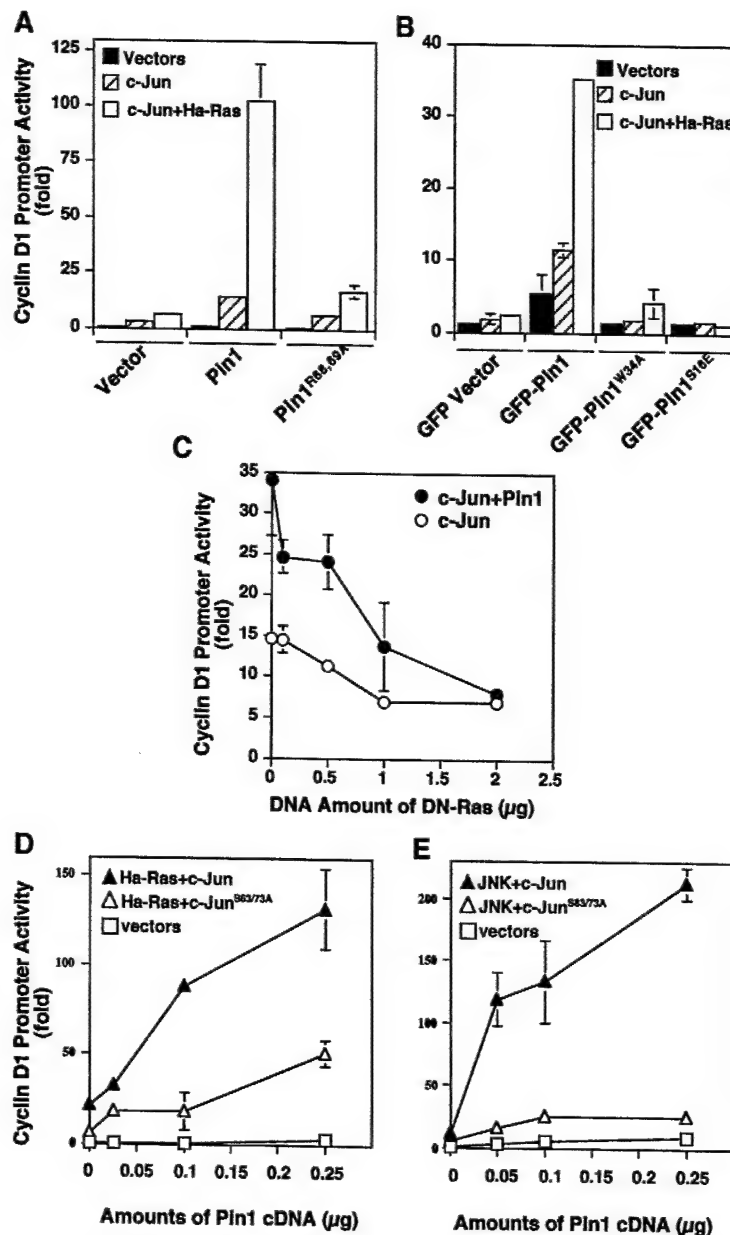 A
Cyclin D1 Promoter Activity
(fold)
125
100
75
50
25
0
Vectors
c-Jun
c-Jun+Ha-Ras
Vector
Pin1
Pin1R68,69A
B
40
30
20
10
0
Vectors
c-Jun
c-Jun+Ha-Ras
GFP Vector
GFP-Pin1
GFP-Pin1W34A
GFP-Pin1S16E
C
Cyclin D1 Promoter Activity
(fold)
35
30
25
20
15
10
5
0
c-Jun+Pin1
c-Jun
0 0.5 1 1.5 2 2.5
DNA Amount of DN-Ras (µg)
D
Cyclin D1 Promoter Activity
(fold)
150
100
50
0
Ha-Ras+c-Jun
Ha-Ras+c-JunS63/73A
vectors
0 0.05 0.1 0.15 0.20 0.25
Amounts of Pin1 cDNA (µg)
E
200
150
100
50
0
JNK+c-Jun
JNK+c-JunS63/73A
vectors
0 0.05 0.1 0.15 0.20 0.25
Amounts of Pin1 cDNA (µg)